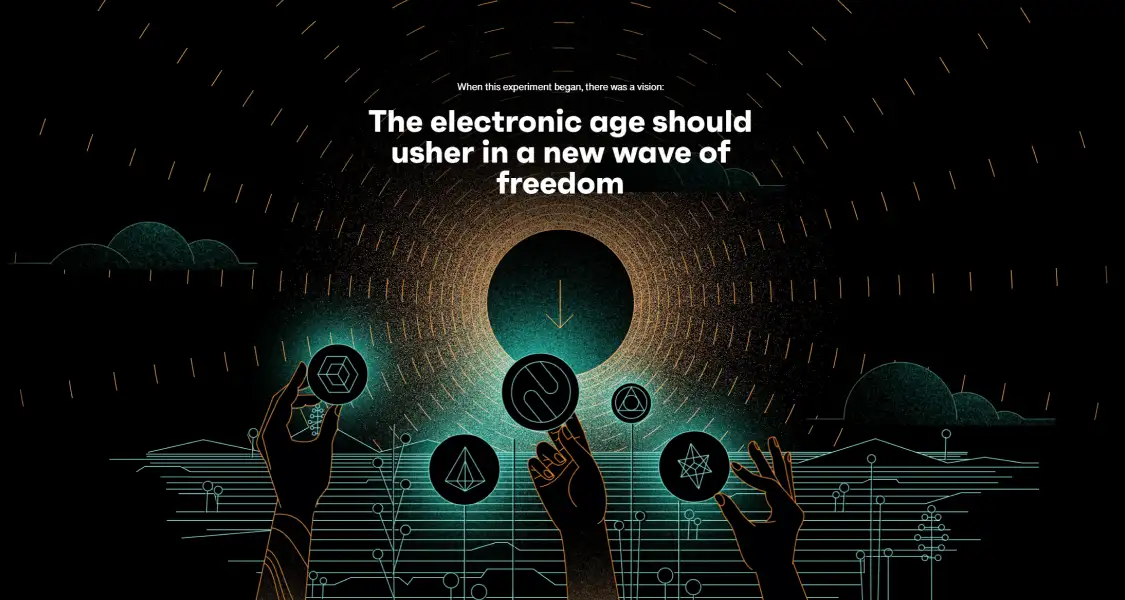 When this experiment began, there was a vision:
The electronic age should
usher in a new wave of
freedom